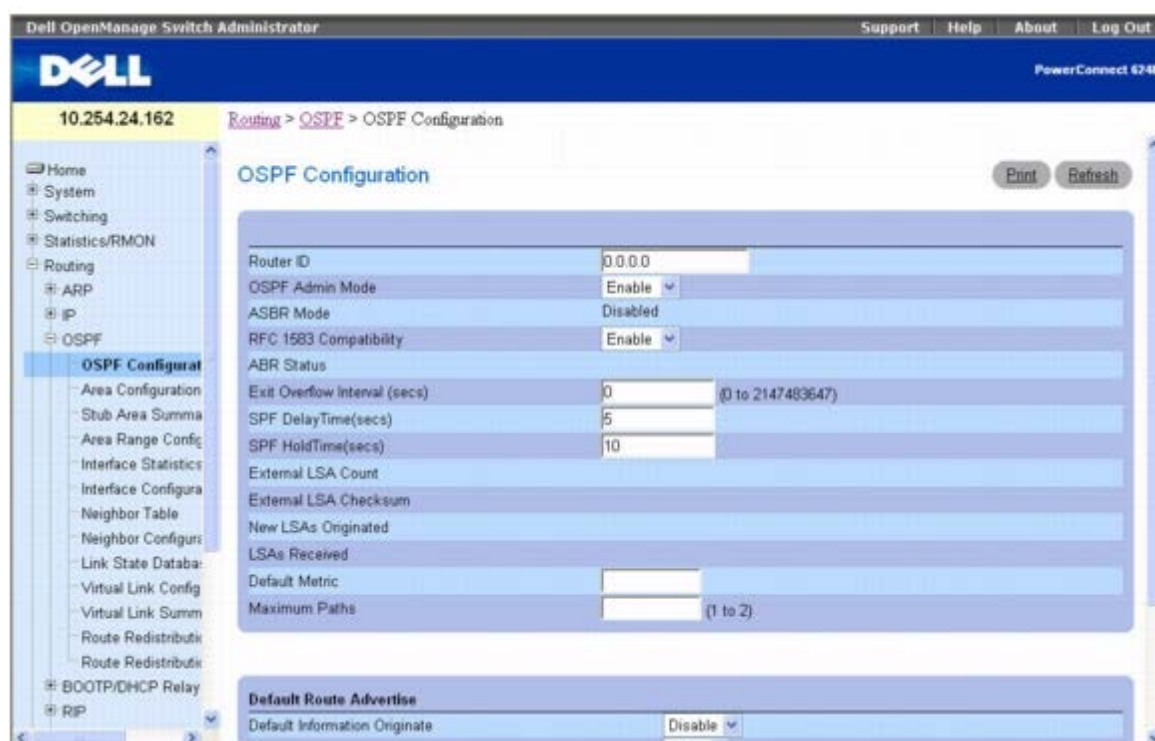 Dell OpenManage Switch Administrator
Support Help About Log Out
DELL
PowerConnect 624
10.254.24.162
Routing > OSPF > OSPF Configuration
Home
System
Switching
Statistics/RMON
Routing
ARP
IP
OSPF
OSPF Configurat
Area Configuration
Stub Area Summa
Area Range Config
Interface Statistics
Interface Configura
Neighbor Table
Neighbor Configura
Link State Databa
Virtual Link Config
Virtual Link Summ
Route Redistributi
Route Redistributi
BOOTP/DHCP Relay
RIP
OSPF Configuration
Print Refresh
Router ID 0.0.0.0
OSPF Admin Mode Enable
ASBR Mode Disabled
RFC 1583 Compatibility Enable
ABR Status
Exit Overflow Interval (secs) 0 (0 to 2147483647)
SPF DelayTime(secs) 5
SPF HoldTime(secs) 10
External LSA Count
External LSA Checksum
New LSAs Originated
LSAs Received
Default Metric
Maximum Paths (1 to 2)
Default Route Advertise
Default Information Originate Disable